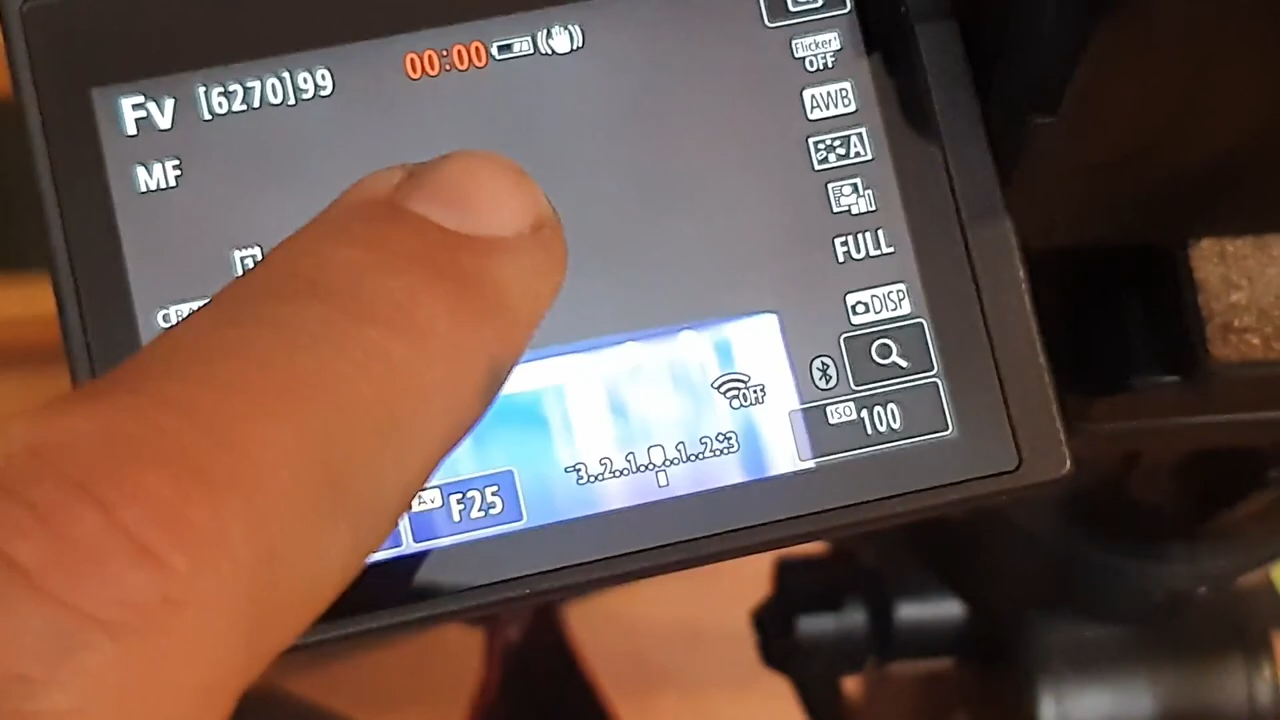 Fv [6270]99 00:00
Flicker!
OFF
AWB
MF
A
FULL
DISP
OFF
ISO 100
-3..2..1..0..1..2..+3
Av F25